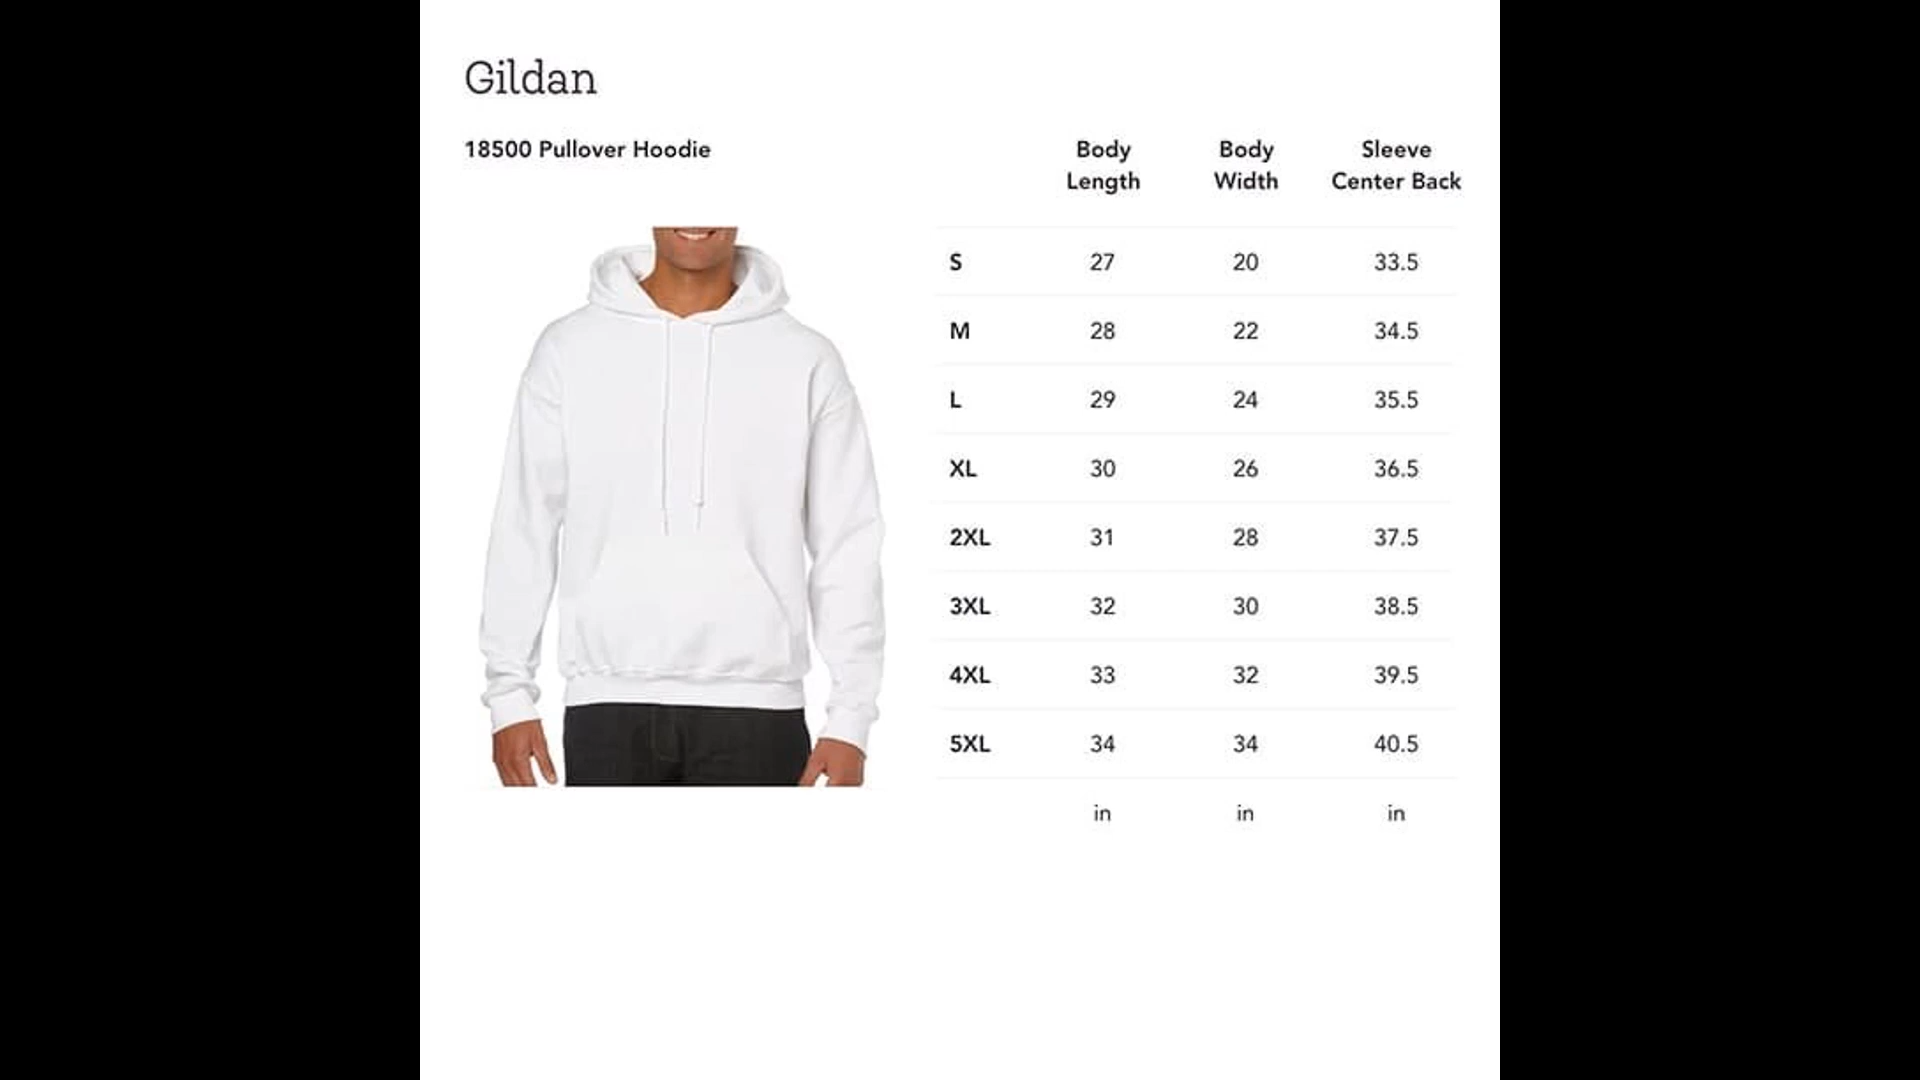 Gildan
18500 Pullover Hoodie
Body Length Body Width Sleeve Center Back
S 27 20 33.5
M 28 22 34.5
L 29 24 35.5
XL 30 26 36.5
2XL 31 28 37.5
3XL 32 30 38.5
4XL 33 32 39.5
5XL 34 34 40.5
in in in